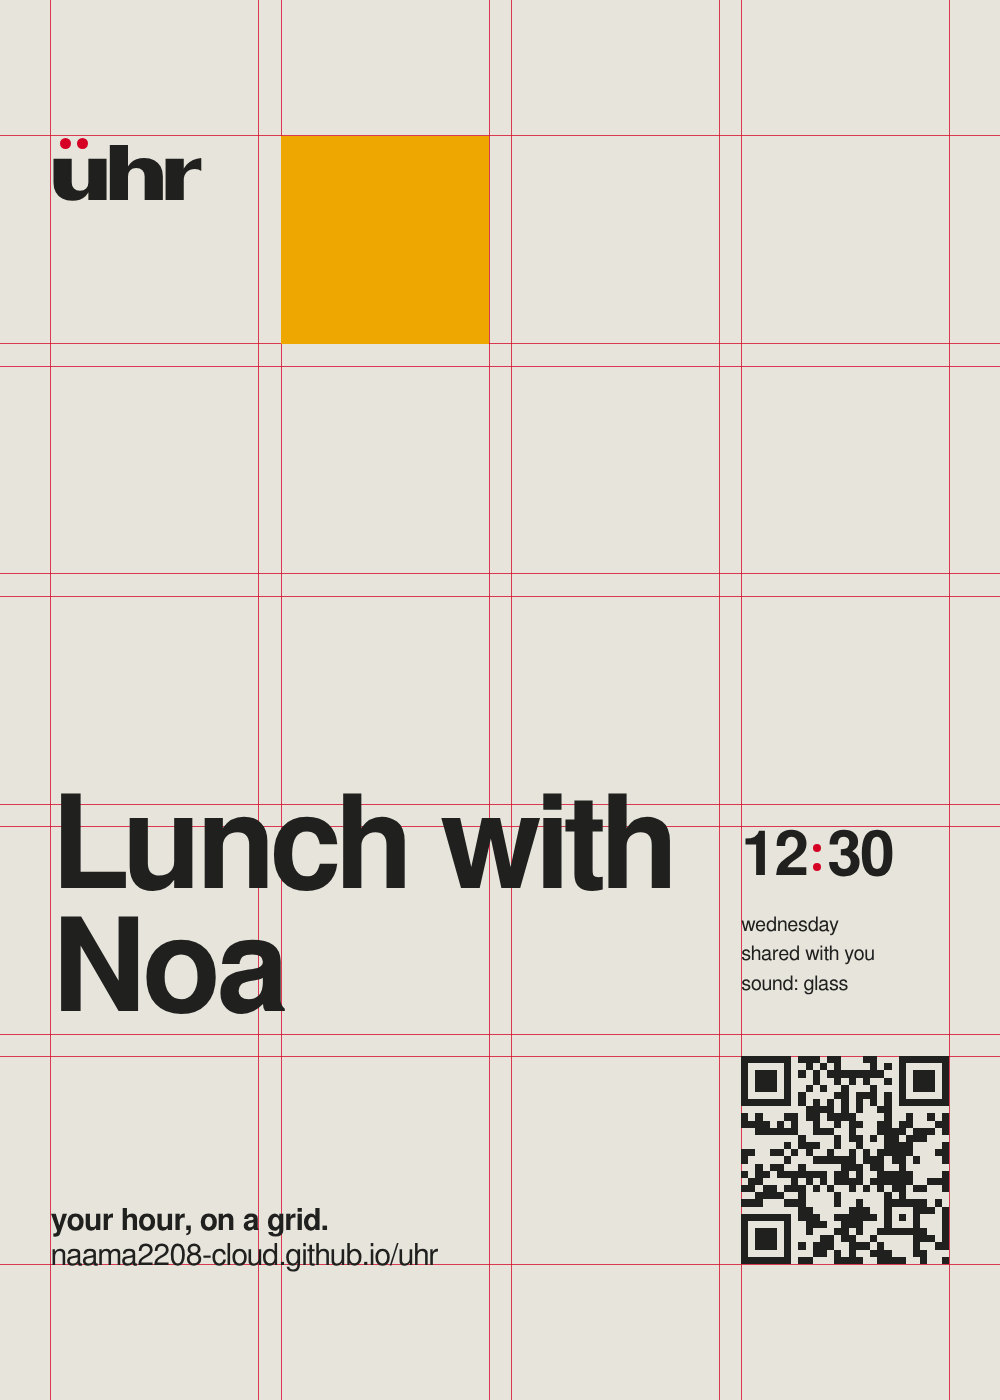 ühr
Lunch with
Noa
12:30
wednesday
shared with you
sound: glass
your hour, on a grid.
naama2208-cloud.github.io/uhr